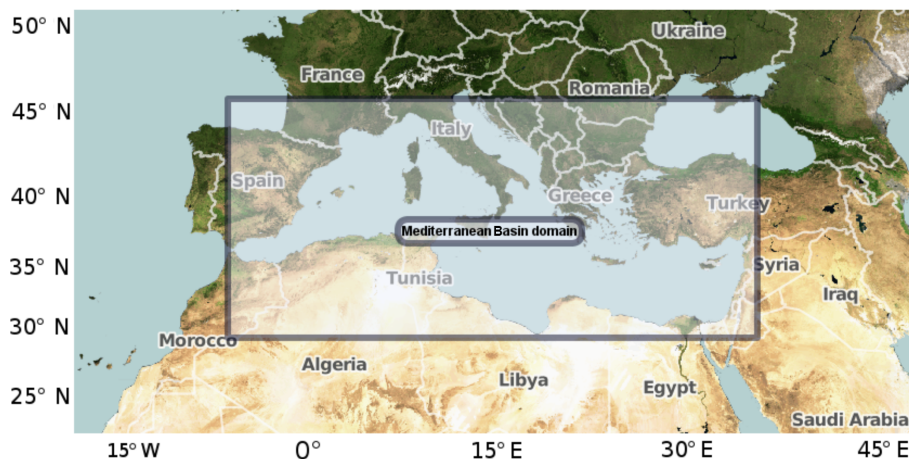 50° N
Ukraine
France
Romania
45° N
Italy
Spain
Greece
40° N
Turkey
Mediterranean Basin domain
35° N
Syria
Tunisia
Iraq
30° N
Morocco
Algeria
Libya
Egypt
25° N
Saudi Arabia
15° W
0°
15° E
30° E
45° E